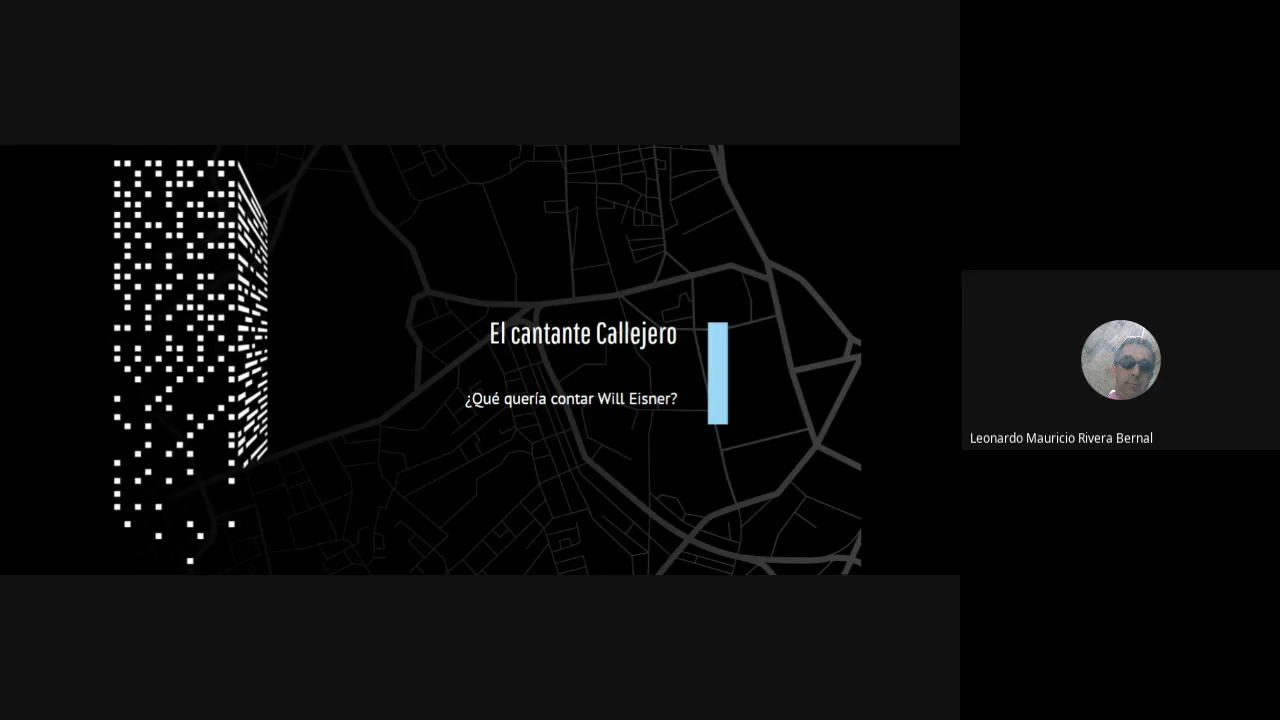 El cantante Callejero
¿Qué quería contar Will Eisner?
Leonardo Mauricio Rivera Bernal